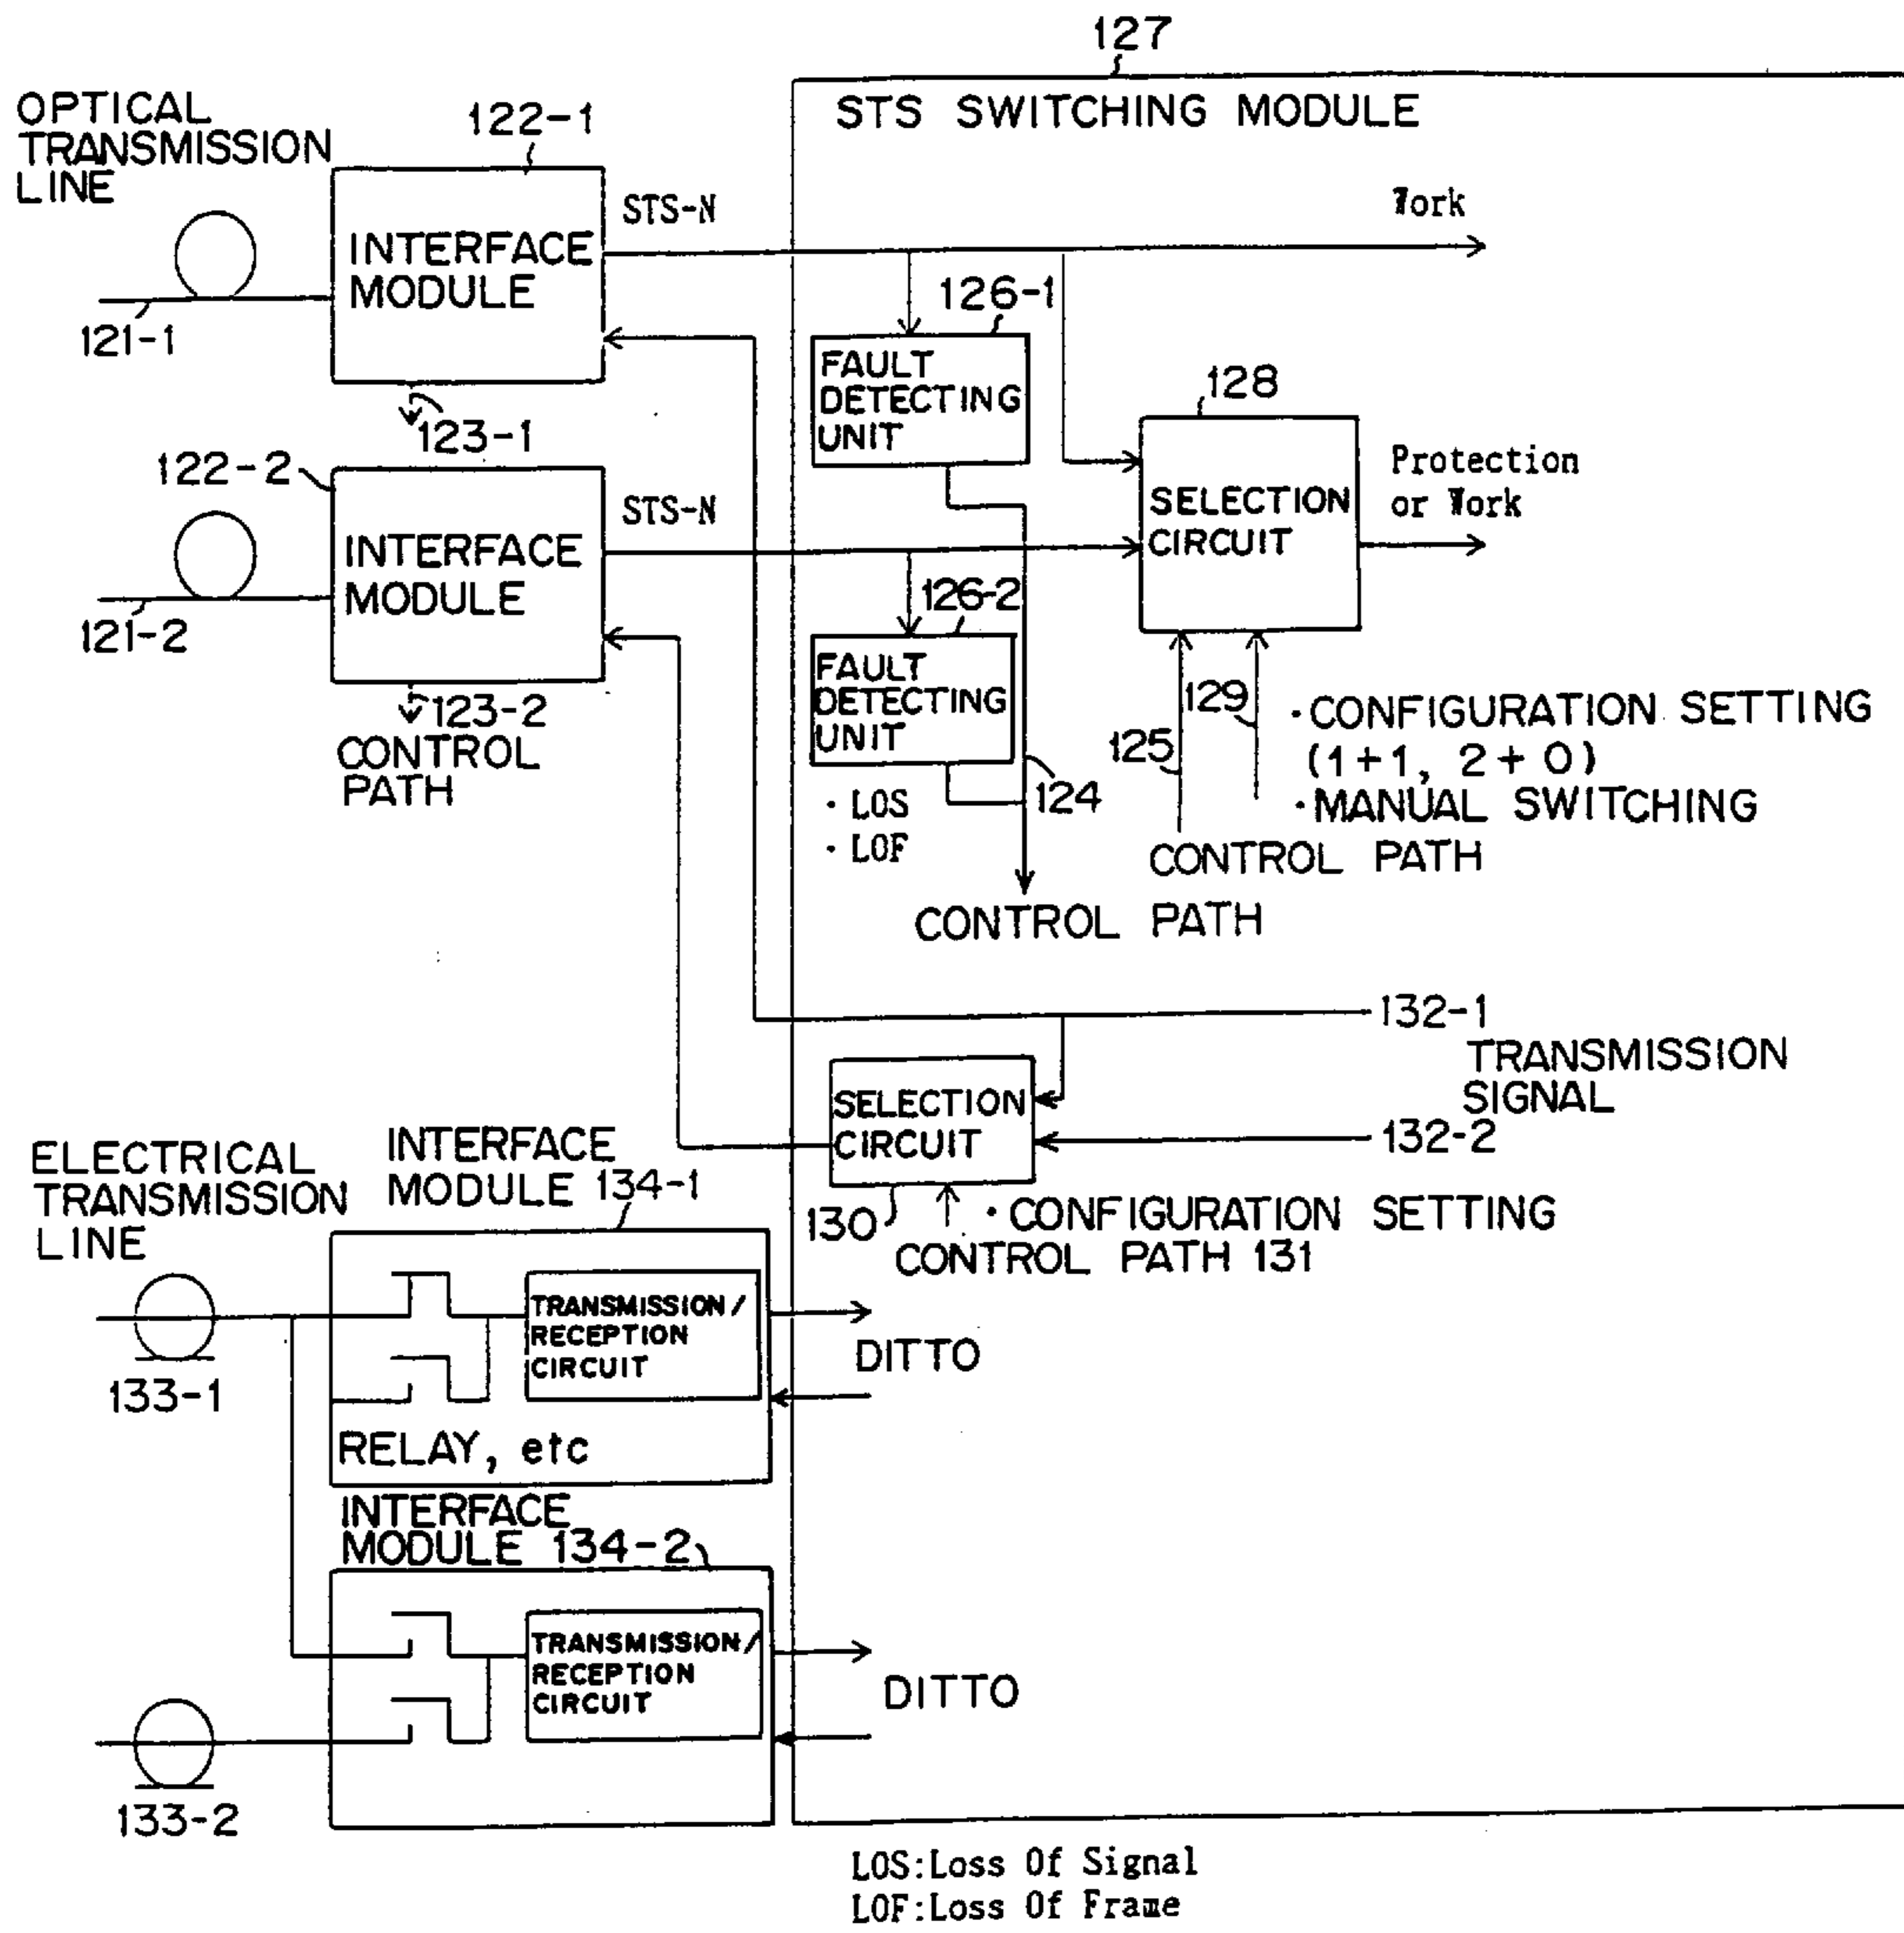 127
STS SWITCHING MODULE
OPTICAL
TRANSMISSION
LINE
122-1
STS-N
Work
INTERFACE
MODULE
121-1
126-1
FAULT
DETECTING
UNIT
123-1
128
122-2
STS-N
Protection
or Work
SELECTION
CIRCUIT
INTERFACE
MODULE
121-2
126-2
FAULT
DETECTING
UNIT
123-2
CONTROL
PATH
129
125
124
· CONFIGURATION SETTING
(1+1, 2+0)
· MANUAL SWITCHING
· LOS
· LOF
CONTROL PATH
CONTROL PATH
132-1
TRANSMISSION
SIGNAL
132-2
SELECTION
CIRCUIT
130
· CONFIGURATION SETTING
CONTROL PATH 131
ELECTRICAL
TRANSMISSION
LINE
INTERFACE
MODULE 134-1
TRANSMISSION/
RECEPTION
CIRCUIT
DITTO
133-1
RELAY, etc
INTERFACE
MODULE 134-2
TRANSMISSION/
RECEPTION
CIRCUIT
DITTO
133-2
LOS:Loss Of Signal
LOF:Loss Of Frame